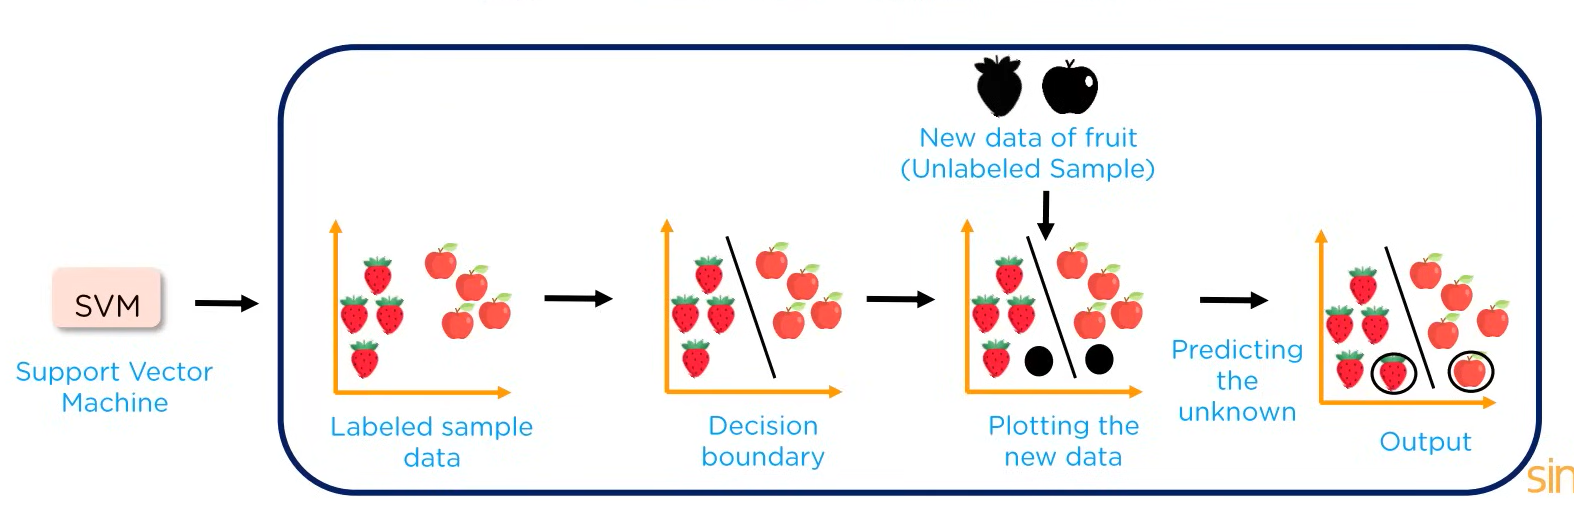 New data of fruit
(Unlabeled Sample)
SVM
Support Vector
Machine
Labeled sample
data
Decision
boundary
Plotting the
new data
Predicting
the
unknown
Output